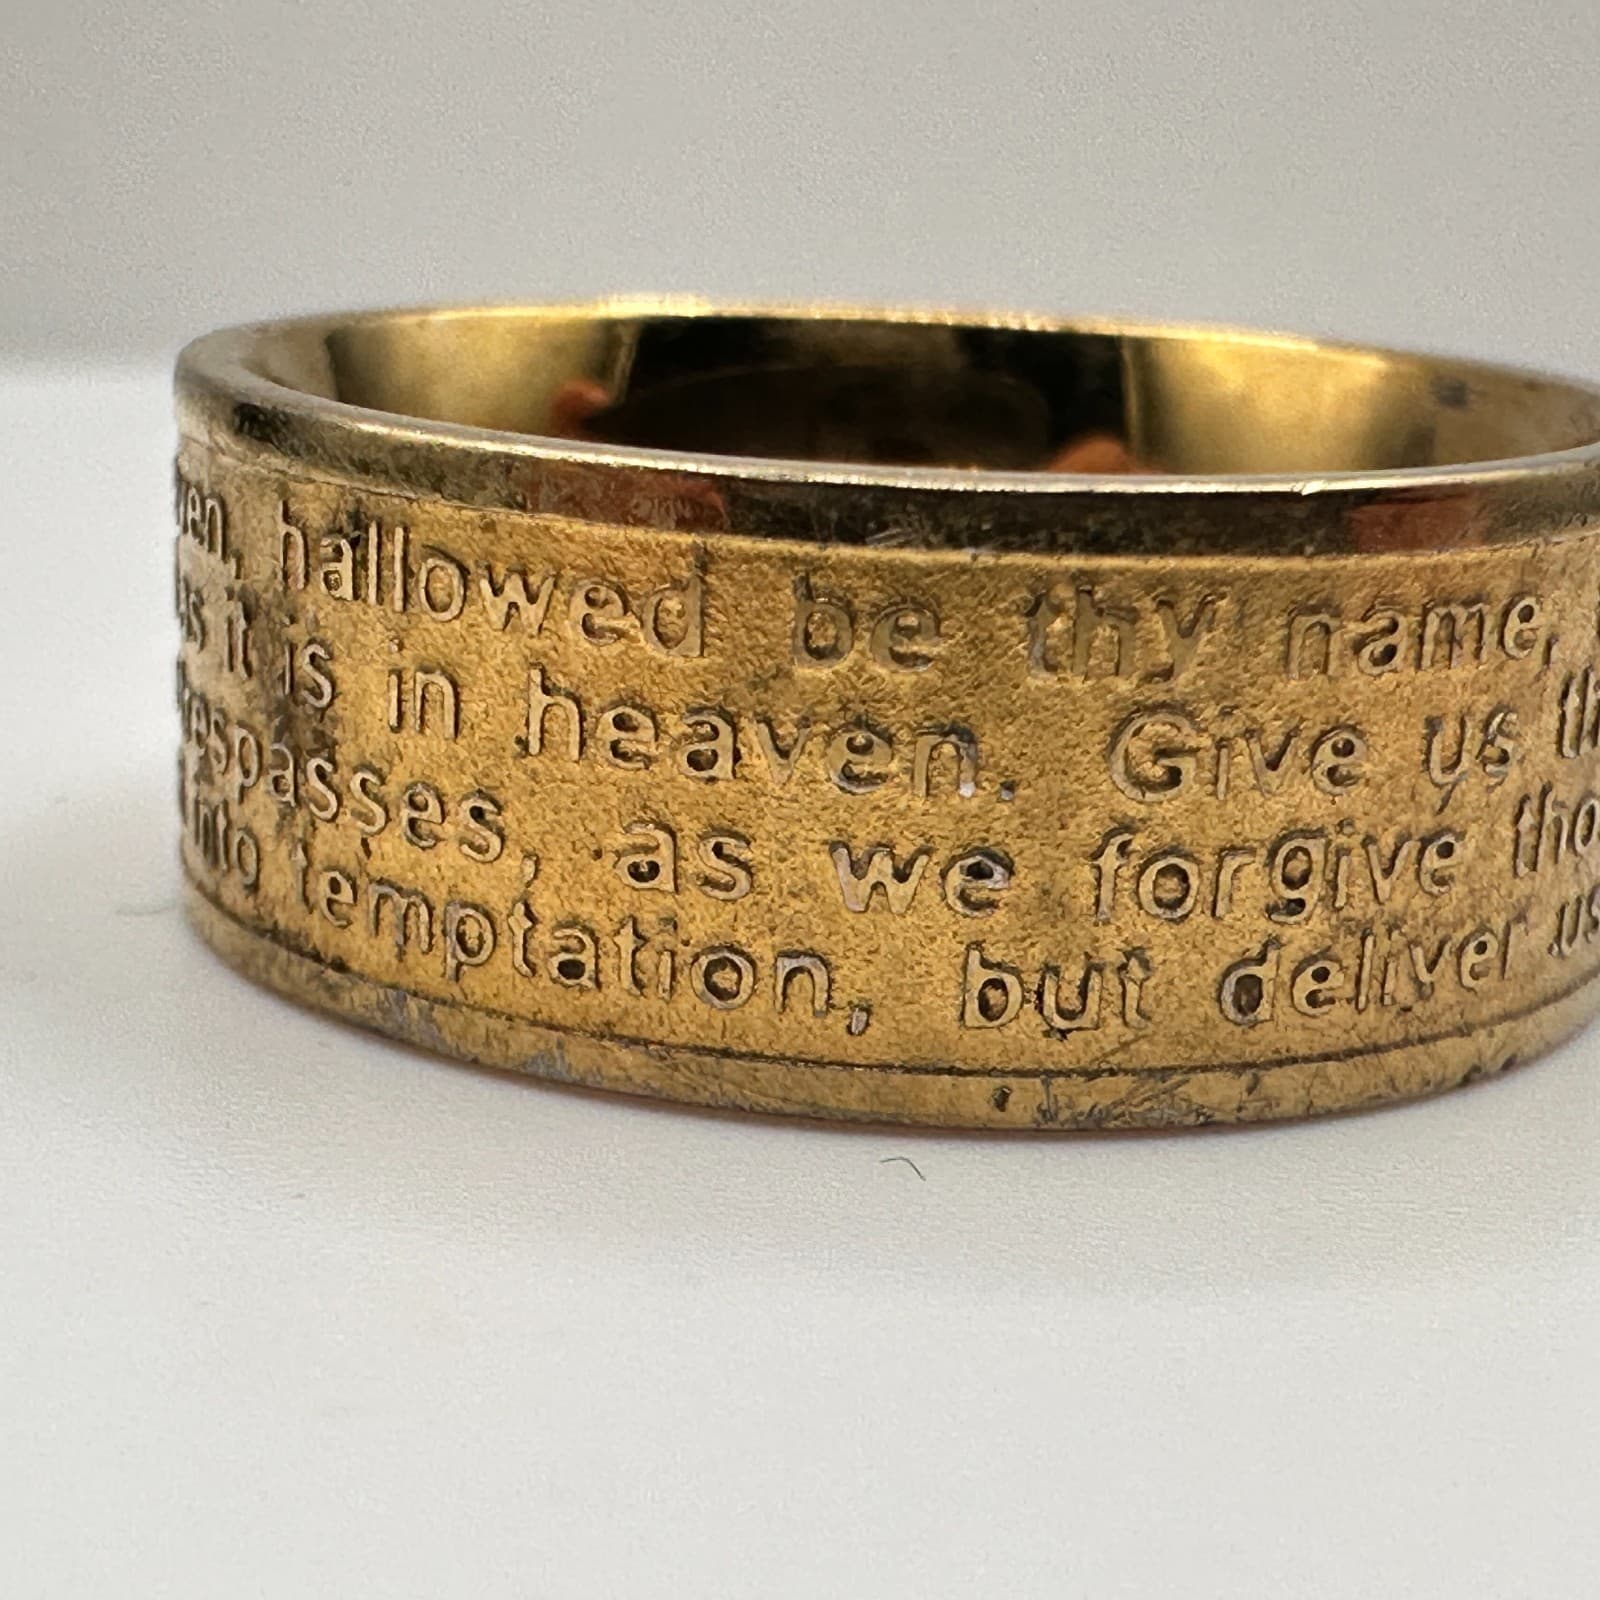 hallowed be thy name,
as it is in heaven. Give us
trespasses, as we forgive
into temptation, but deliver us